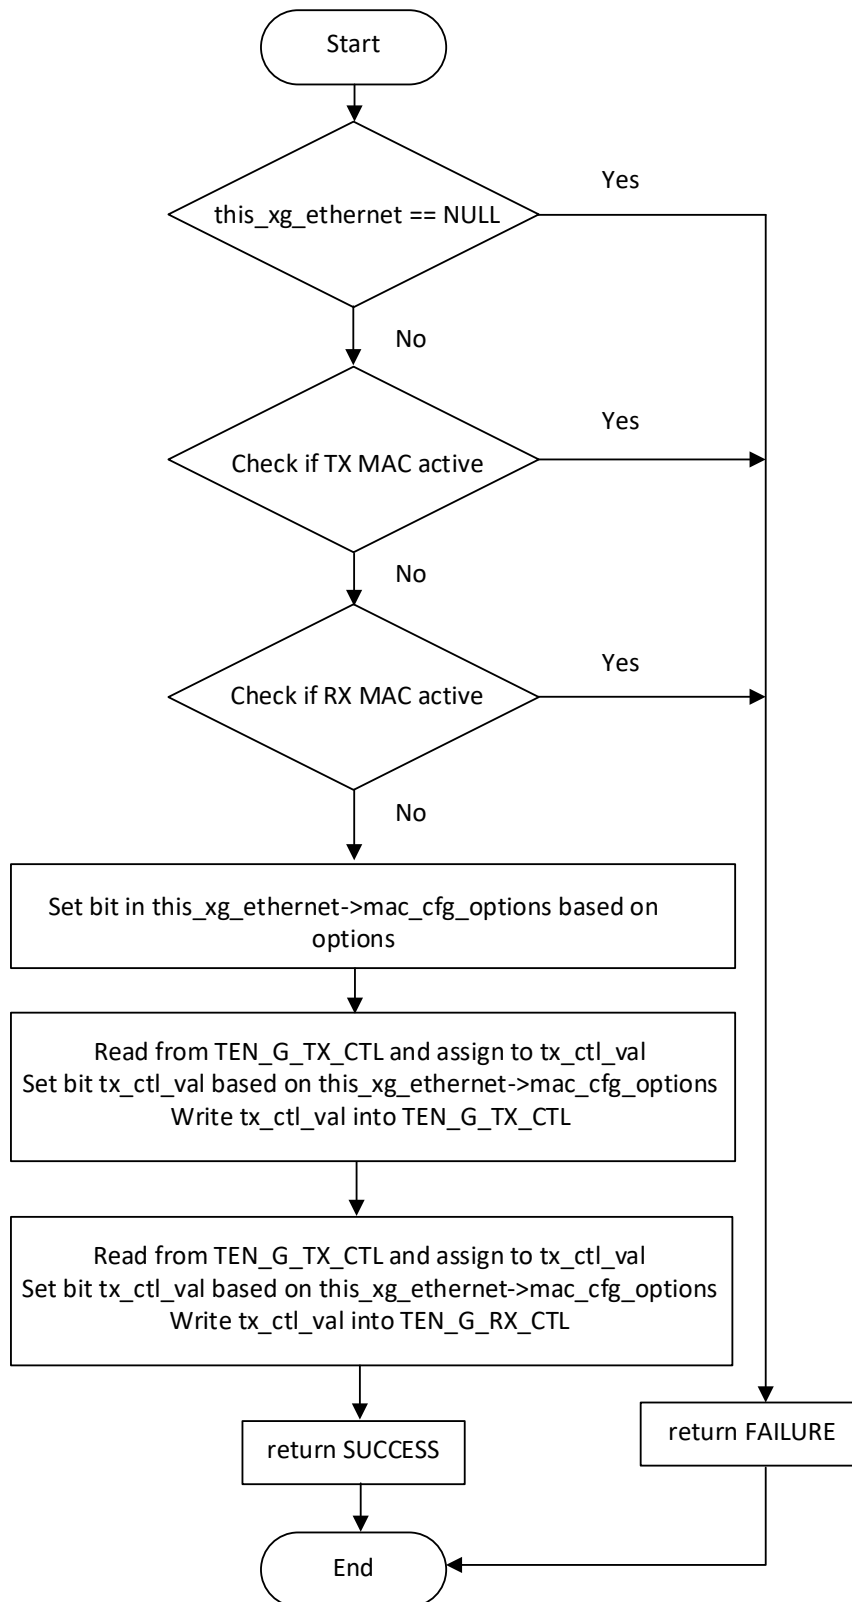 Start
this_xg_ethernet == NULL
Yes
No
Check if TX MAC active
Yes
No
Check if RX MAC active
Yes
No
Set bit in this_xg_ethernet->mac_cfg_options based on
options
Read from TEN_G_TX_CTL and assign to tx_ctl_val
Set bit tx_ctl_val based on this_xg_ethernet->mac_cfg_options
Write tx_ctl_val into TEN_G_TX_CTL
Read from TEN_G_TX_CTL and assign to tx_ctl_val
Set bit tx_ctl_val based on this_xg_ethernet->mac_cfg_options
Write tx_ctl_val into TEN_G_RX_CTL
return SUCCESS
return FAILURE
End